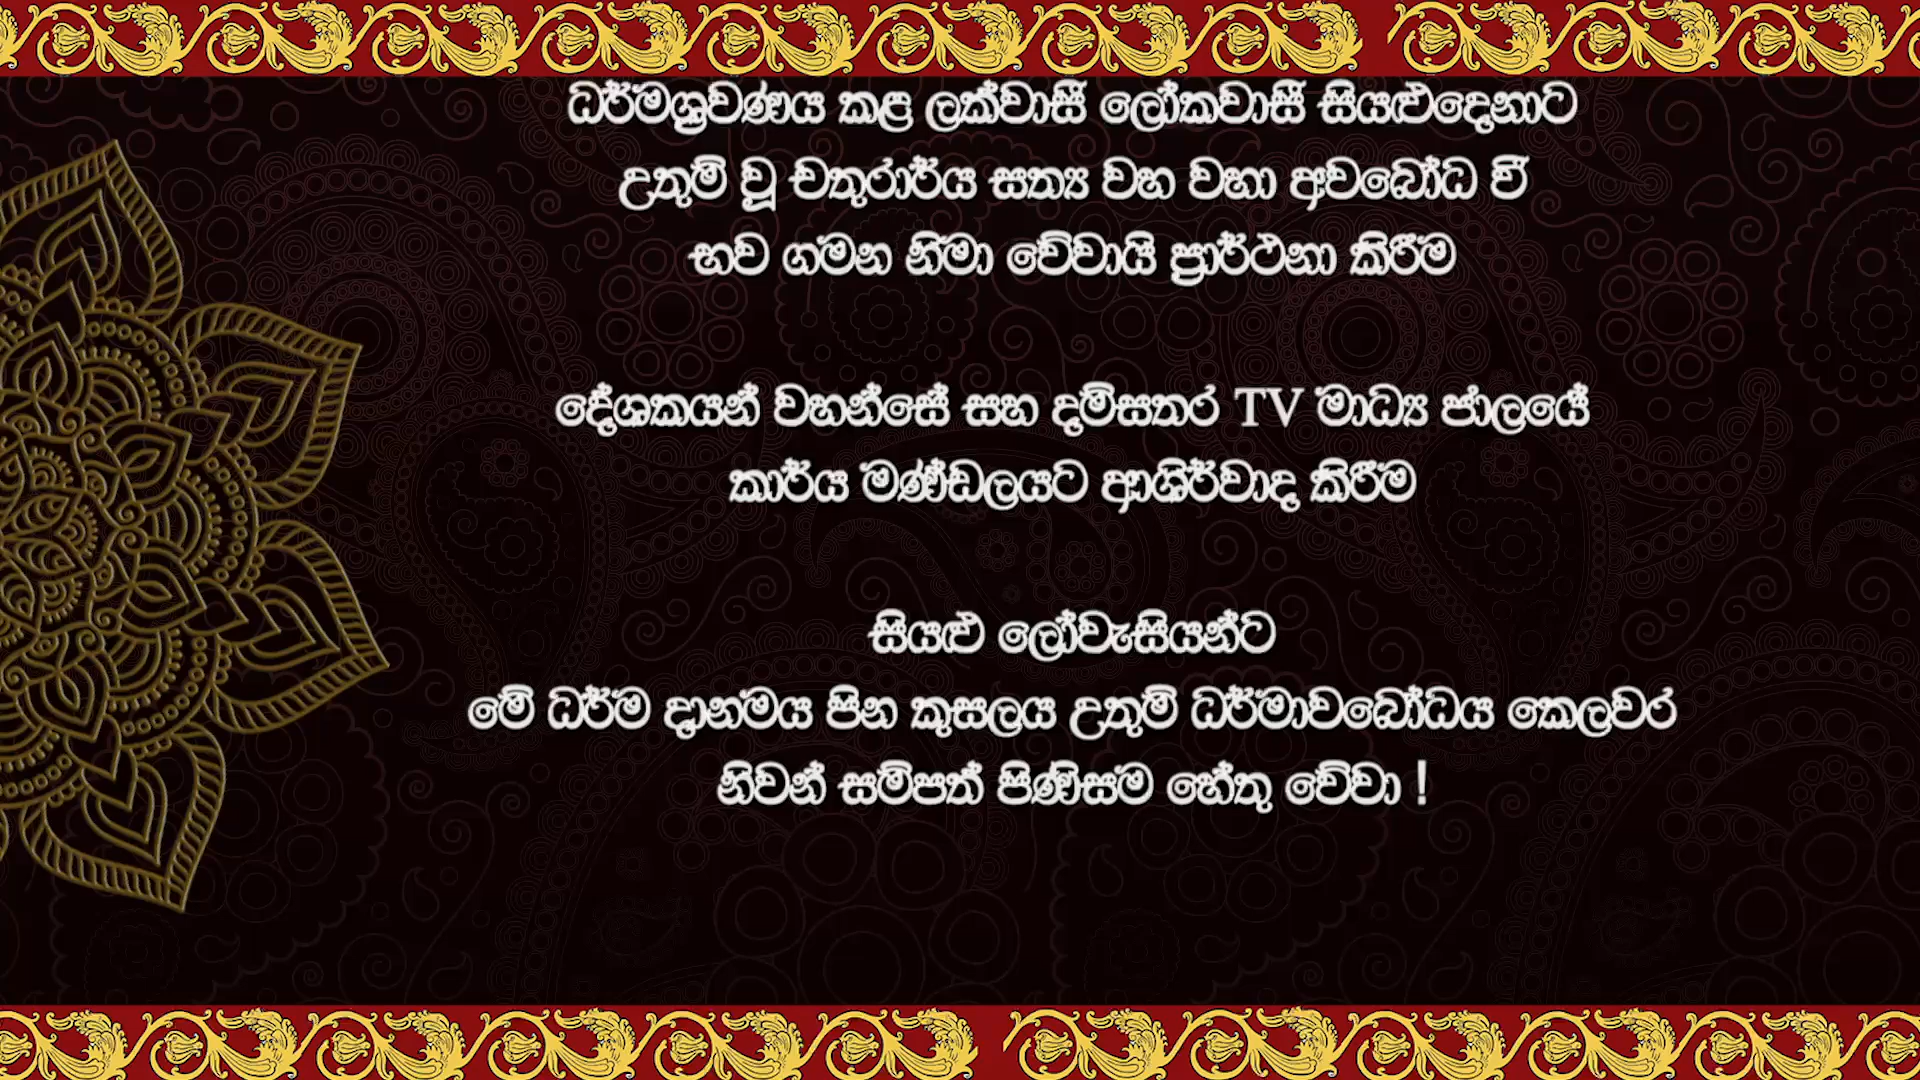 ධර්මශ්‍රවණය කළ ලක්වාසී ලෝකවාසී සියළුදෙනාට
උතුම් වූ චතුරාර්ය සත්‍ය වහ වහා අවබෝධ වී
භව ගමන නිමා වේවායි ප්‍රාර්ථනා කිරීම
දේශකයන් වහන්සේ සහ දම්සතර TV මාධ්‍ය ජාලයේ
කාර්ය මණ්ඩලයට ආශිර්වාද කිරීම
සියළු ලෝවැසියන්ට
මේ ධර්ම දානමය පින කුසලය උතුම් ධර්මාවබෝධය කෙලවර
නිවන් සම්පත් පිණිසම හේතු වේවා !